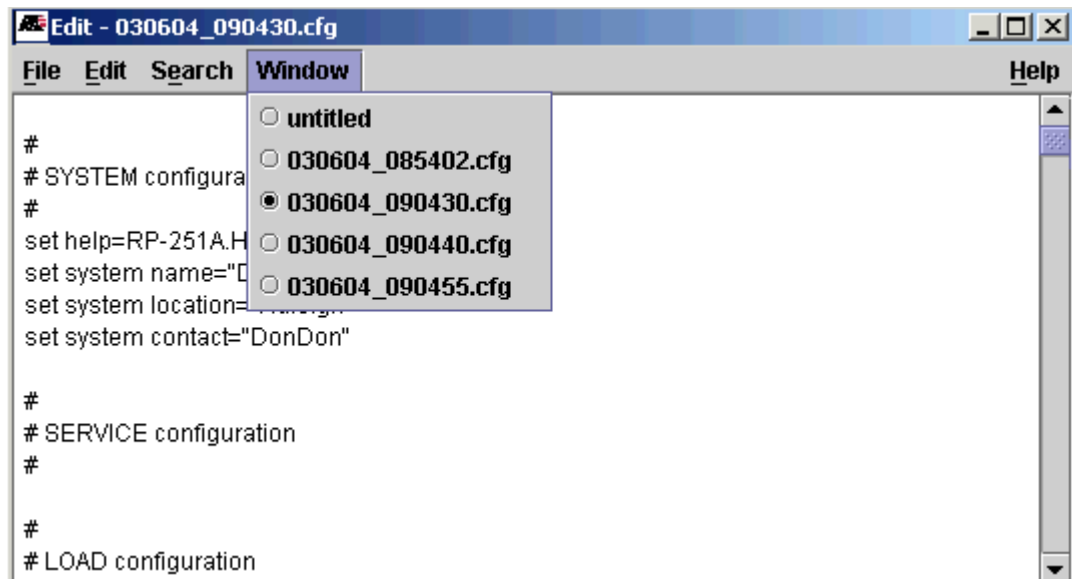 Edit - 030604_090430.cfg
File Edit Search Window Help
untitled
030604_085402.cfg
030604_090430.cfg
030604_090440.cfg
030604_090455.cfg
#
# SYSTEM configura
#
set help=RP-251A.H
set system name="D
set system location=
set system contact="DonDon"
#
# SERVICE configuration
#
#
# LOAD configuration